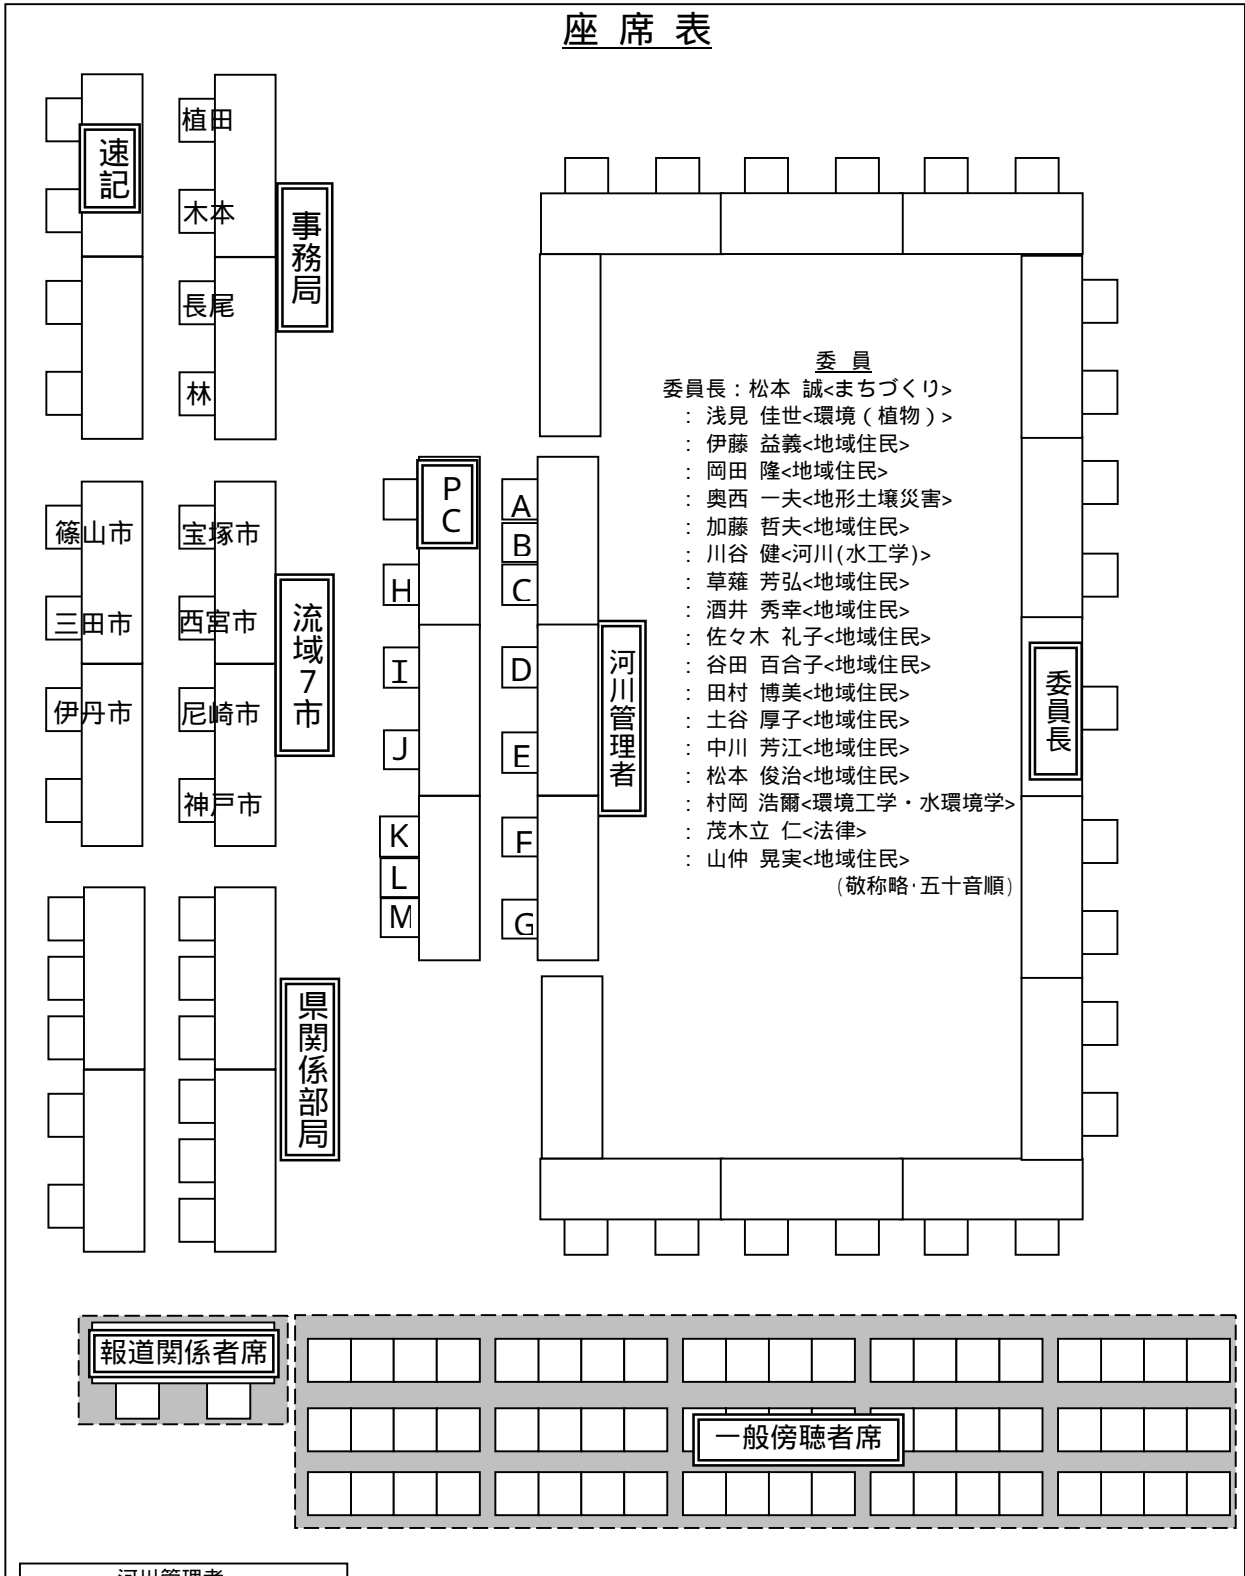 座 席 表
速記
植田
木本
長尾
林
事務局
篠山市
三田市
伊丹市
宝塚市
西宮市
尼崎市
神戸市
流域7市
県関係部局
PC
H
I
J
K
L
M
A
B
C
D
E
F
G
河川管理者
委 員
委員長：松本 誠<まちづくり>
：浅見 佳世<環境（植物）>
：伊藤 益義<地域住民>
：岡田 隆<地域住民>
：奥西 一夫<地形土壌災害>
：加藤 哲夫<地域住民>
：川谷 健<河川(水工学)>
：草薙 芳弘<地域住民>
：酒井 秀幸<地域住民>
：佐々木 礼子<地域住民>
：谷田 百合子<地域住民>
：田村 博美<地域住民>
：土谷 厚子<地域住民>
：中川 芳江<地域住民>
：松本 俊治<地域住民>
：村岡 浩爾<環境工学・水環境学>
：茂木立 仁<法律>
：山仲 晃実<地域住民>
(敬称略･五十音順)
委員長
報道関係者席
一般傍聴者席
河川管理者